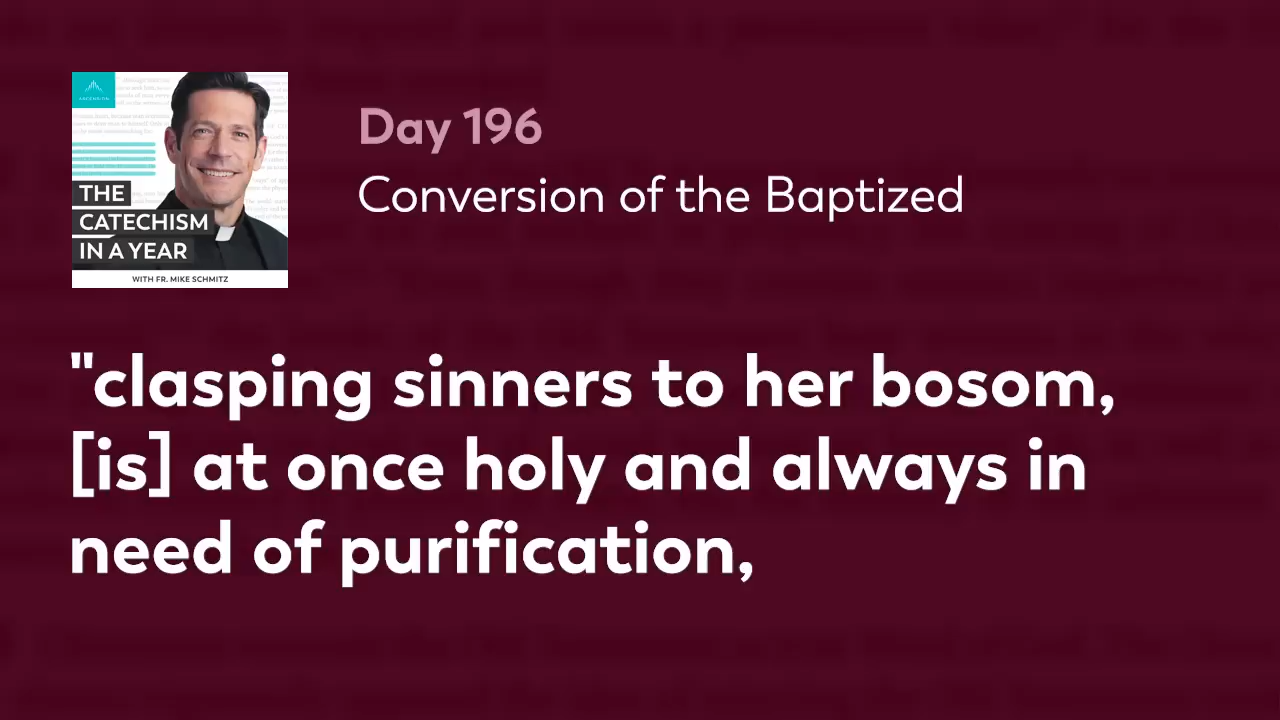 ASCENSION
THE
CATECHISM
IN A YEAR
WITH FR. MIKE SCHMITZ
Day 196
Conversion of the Baptized
"clasping sinners to her bosom,
[is] at once holy and always in
need of purification,